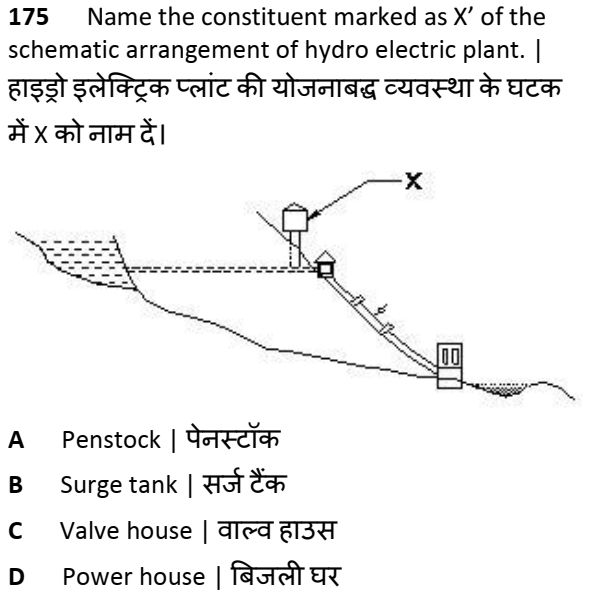 175 Name the constituent marked as X’ of the
schematic arrangement of hydro electric plant. |
हाइड्रो इलेक्ट्रिक प्लांट की योजनाबद्ध व्यवस्था के घटक
में X को नाम दें।
X
A Penstock | पेनस्टॉक
B Surge tank | सर्ज टैंक
C Valve house | वाल्व हाउस
D Power house | बिजली घर